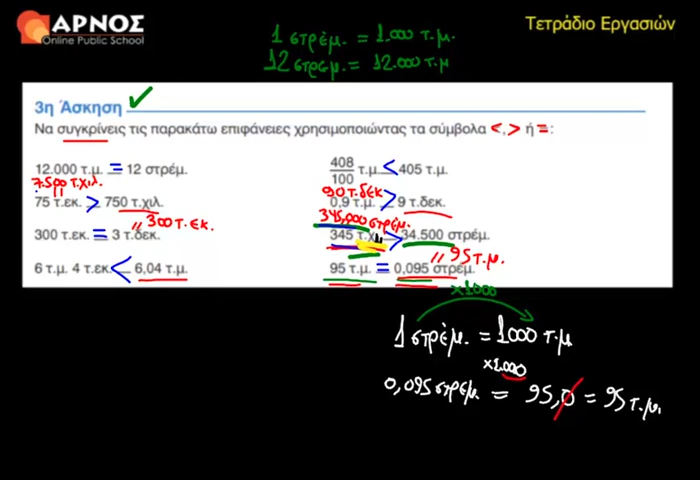 ΑΡΝΟΣ
Online Public School
Τετράδιο Εργασιών
1 στρέμ. = 1.000 τ.μ.
12 στρεμ. = 12.000 τ.μ
3η Άσκηση ✓
Να συγκρίνεις τις παρακάτω επιφάνειες χρησιμοποιώντας τα σύμβολα <, > ή =:
12.000 τ.μ. = 12 στρέμ.
7.500 τ.χιλ.
75 τ.εκ. > 750 τ.χιλ.
300 τ.εκ. = 3 τ.δεκ.
// 300 τ. εκ.
6 τ.μ. 4 τ.εκ. < 6,04 τ.μ.
408/100 τ.μ. < 405 τ.μ.
90 τ.δεκ
0,9 τ.μ. > 9 τ.δεκ.
345.000 στρέμ.
345 τ.χ > 34.500 στρέμ.
// 95 τ.μ.
95 τ.μ. = 0,095 στρέμ.
×1000
1 στρέμ. = 1000 τ.μ
×1.000
0,095 στρέμ. = 95,0 = 95 τ.μ.